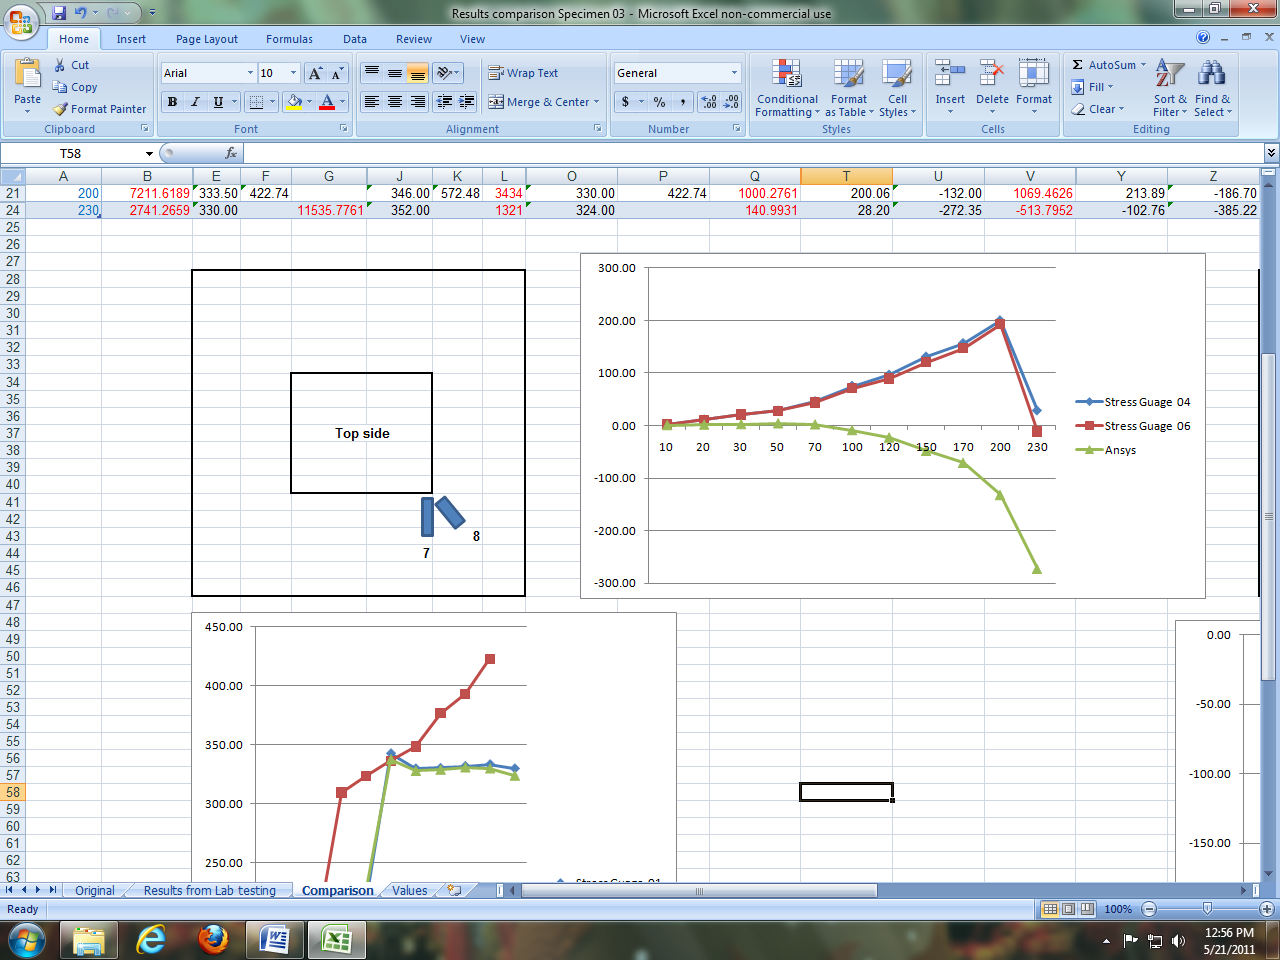 Results comparison Specimen 03 - Microsoft Excel non-commercial use
Home Insert Page Layout Formulas Data Review View
Paste
Cut
Copy
Format Painter
Clipboard
Arial 10
B I U
Font
Wrap Text
Merge & Center
Alignment
General
$ % ,
Number
Conditional Formatting
Format as Table
Cell Styles
Styles
Insert Delete Format
Cells
Σ AutoSum
Fill
Clear
Sort & Filter
Find & Select
Editing
T58 fx
A B E F G J K L O P Q T U V Y Z
21 200 7211.6189 333.50 422.74 346.00 572.48 3434 330.00 422.74 1000.2761 200.06 -132.00 1069.4626 213.89 -186.70
24 230 2741.2659 330.00 11535.7761 352.00 1321 324.00 140.9931 28.20 -272.35 -513.7952 -102.76 -385.22
25
26
27
28
29
30
31
32
33
34
35
36
37
38
39
40
41
42
43
44
45
46
47
48
49
50
51
52
53
54
55
56
57
58
59
60
61
62
63
Top side
7
8
300.00
200.00
100.00
0.00
-100.00
-200.00
-300.00
10 20 30 50 70 100 120 150 170 200 230
Stress Guage 04
Stress Guage 06
Ansys
450.00
400.00
350.00
300.00
250.00
Stress Guage 01
0.00
-50.00
-100.00
-150.00
Original Results from Lab testing Comparison Values
Ready 100%
12:56 PM
5/21/2011